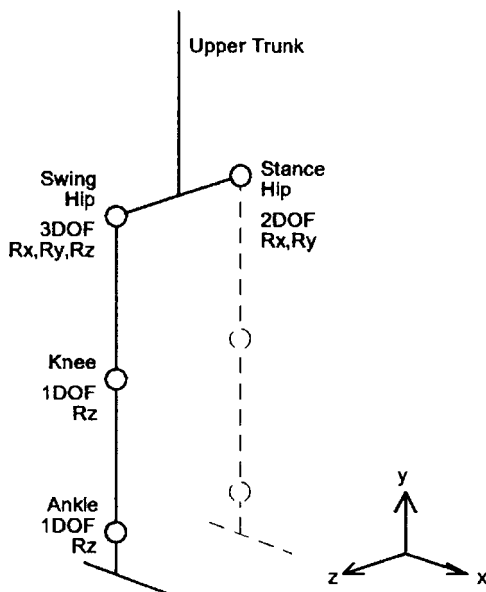 Upper Trunk
Swing
Hip
3DOF
Rx,Ry,Rz
Stance
Hip
2DOF
Rx,Ry
Knee
1DOF
Rz
Ankle
1DOF
Rz
y
z
x